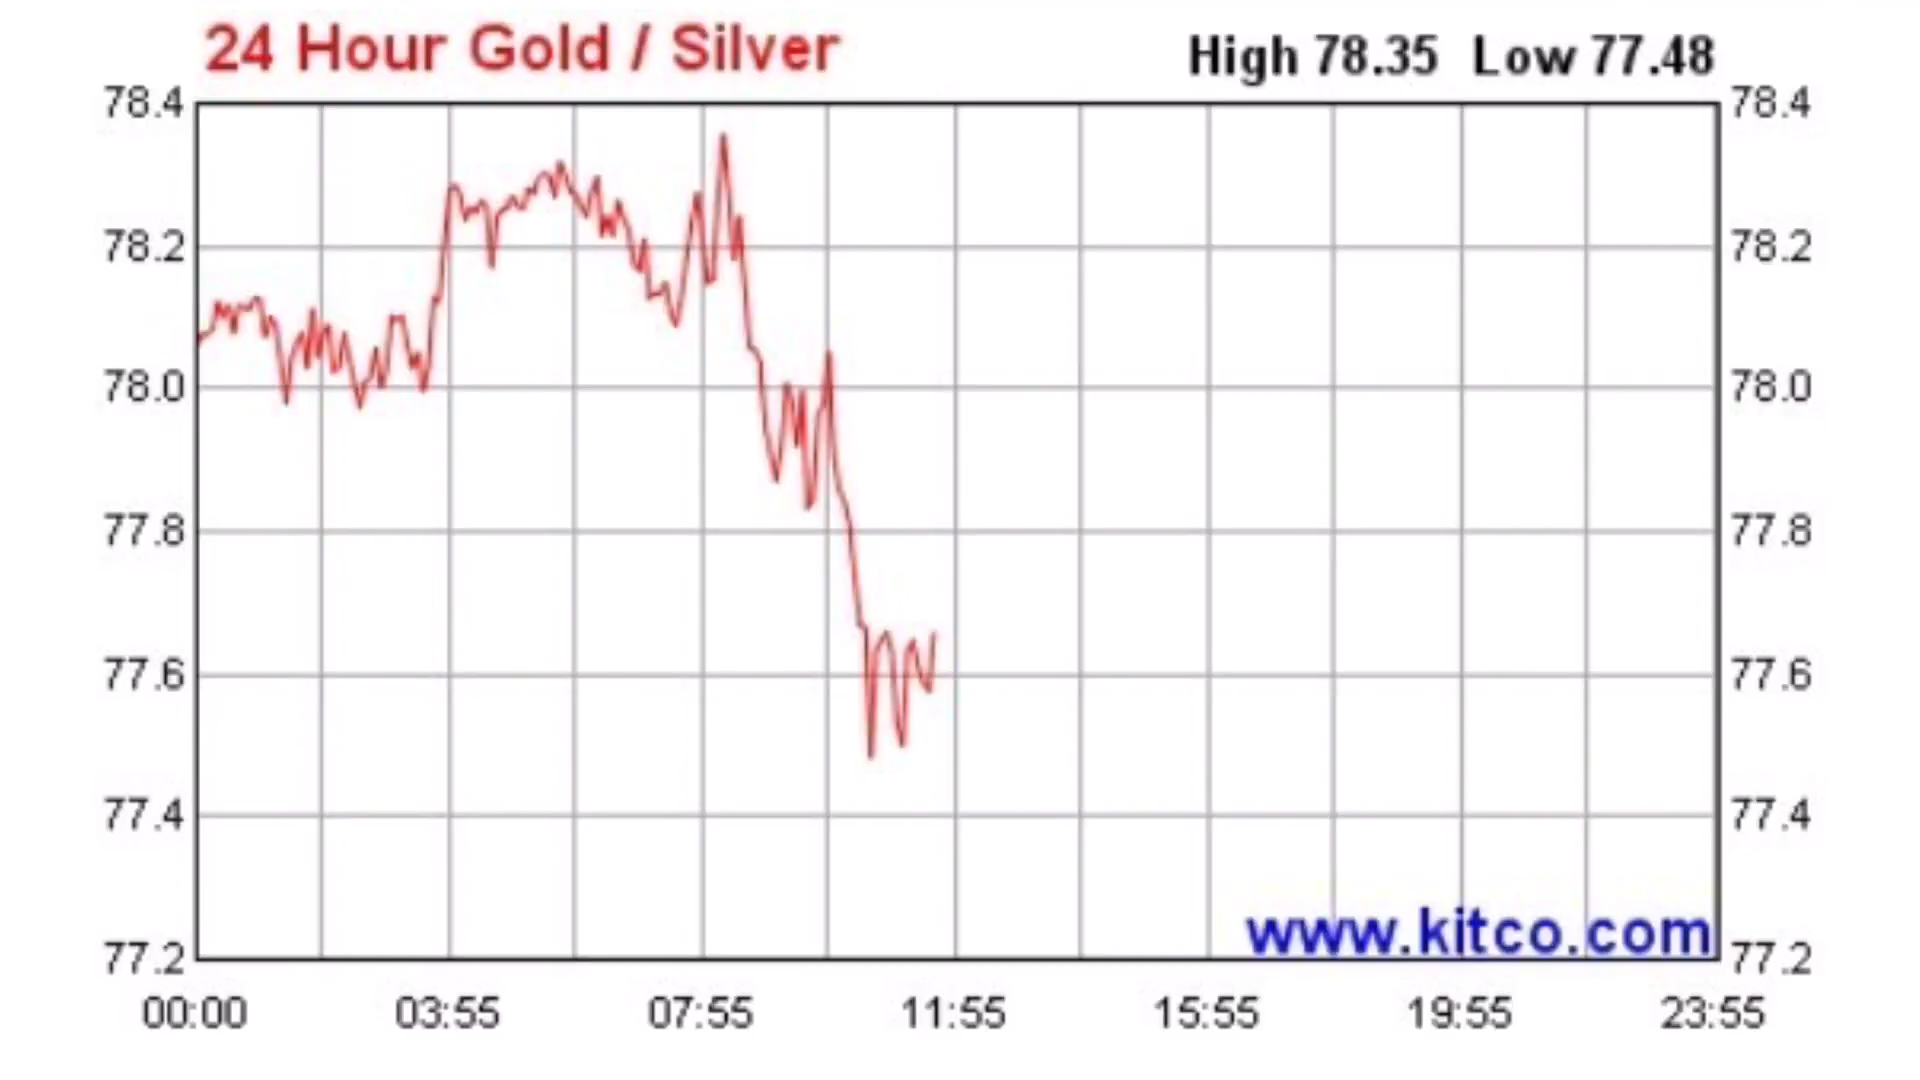 24 Hour Gold / Silver High 78.35 Low 77.48
78.4 78.4
78.2 78.2
78.0 78.0
77.8 77.8
77.6 77.6
77.4 77.4
www.kitco.com
77.2 77.2
00:00 03:55 07:55 11:55 15:55 19:55 23:55